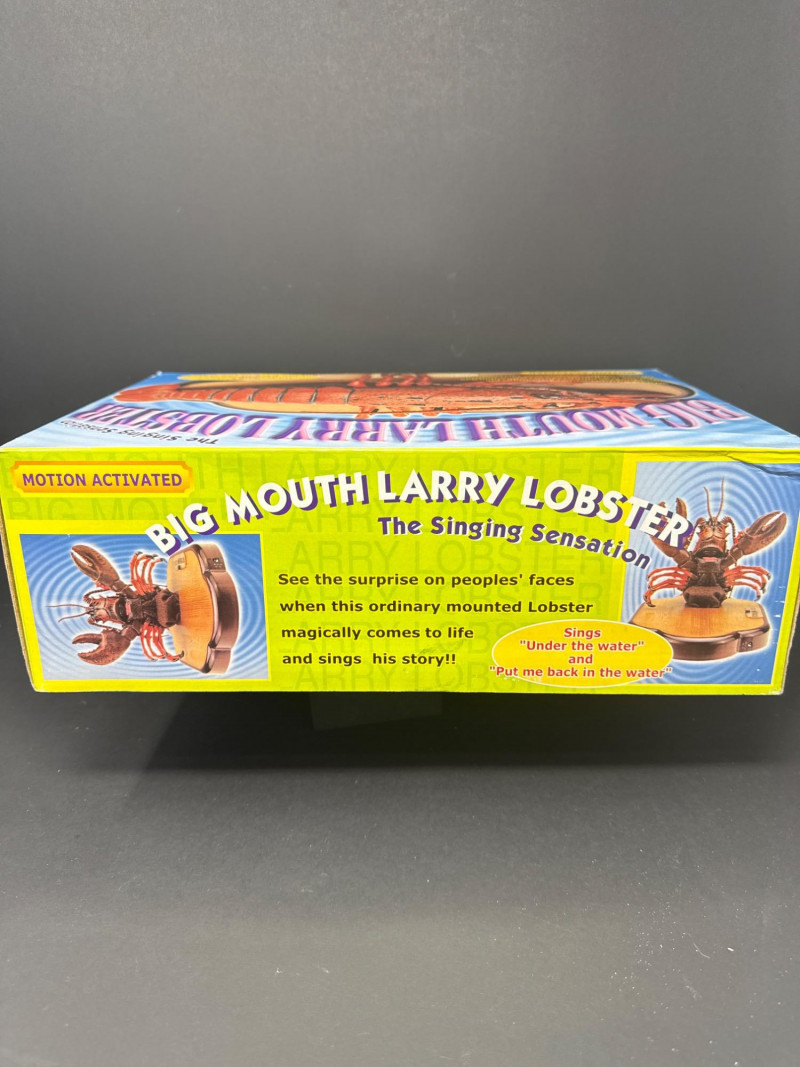 BIG MOUTH LARRY LOBSTER
The Singing Sensation
MOTION ACTIVATED
BIG MOUTH LARRY LOBSTER
The Singing Sensation
See the surprise on peoples' faces
when this ordinary mounted Lobster
magically comes to life
and sings his story!!
Sings
"Under the water"
and
"Put me back in the water"